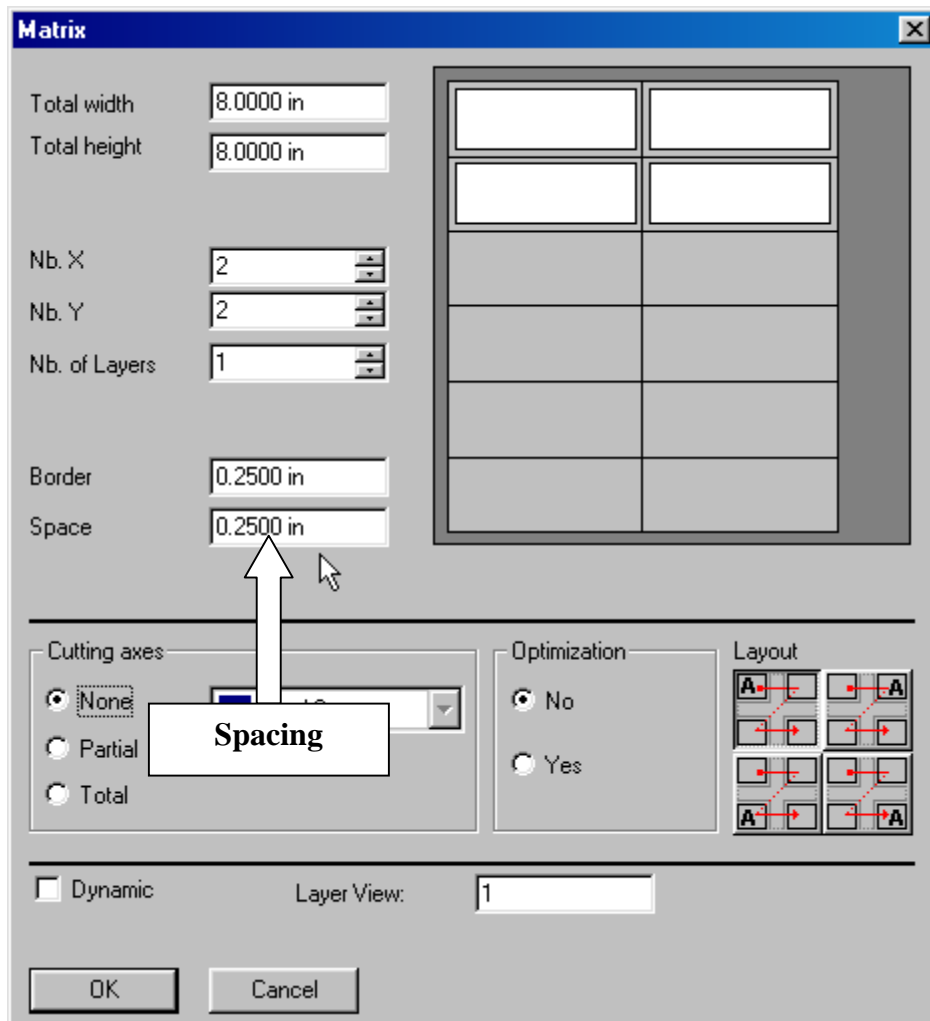 Matrix
Total width 8.0000 in
Total height 8.0000 in
Nb. X 2
Nb. Y 2
Nb. of Layers 1
Border 0.2500 in
Space 0.2500 in
Cutting axes
None
Partial
Total
Spacing
Optimization
No
Yes
Layout
A A
A A
Dynamic
Layer View: 1
OK Cancel